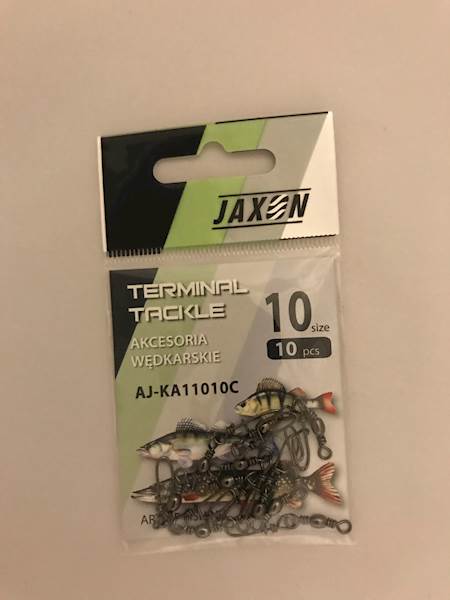 JAXON
TERMINAL
TACKLE
AKCESORIA
WĘDKARSKIE
10 size
10 pcs
AJ-KA11010C